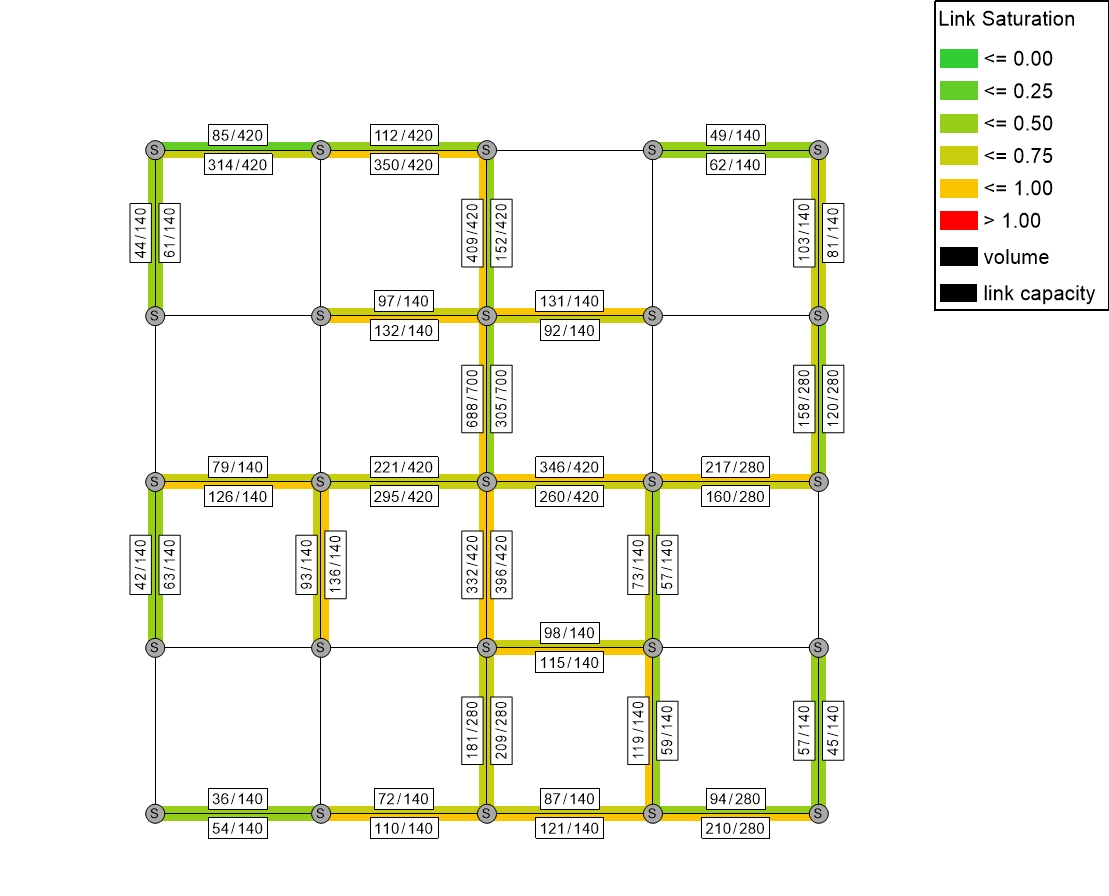 Link Saturation
<= 0.00
<= 0.25
<= 0.50
<= 0.75
<= 1.00
> 1.00
volume
link capacity
85/420
112/420
49/140
S
S
S
S
S
314/420
350/420
62/140
44/140
61/140
409/420
152/420
103/140
81/140
97/140
131/140
S
S
S
S
S
132/140
92/140
688/700
305/700
158/280
120/280
79/140
221/420
346/420
217/280
S
S
S
S
S
126/140
295/420
260/420
160/280
42/140
63/140
93/140
136/140
332/420
396/420
73/140
57/140
98/140
S
S
S
S
S
115/140
181/280
209/280
119/140
59/140
57/140
45/140
36/140
72/140
87/140
94/280
S
S
S
S
S
54/140
110/140
121/140
210/280